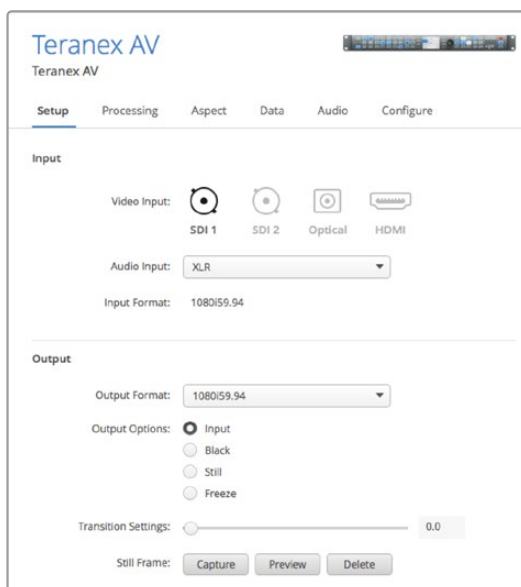 Teranex AV
Teranex AV
Setup Processing Aspect Data Audio Configure
Input
Video Input:
SDI 1 SDI 2 Optical HDMI
Audio Input: XLR
Input Format: 1080i59.94
Output
Output Format: 1080i59.94
Output Options: Input
Black
Still
Freeze
Transition Settings: 0.0
Still Frame: Capture Preview Delete